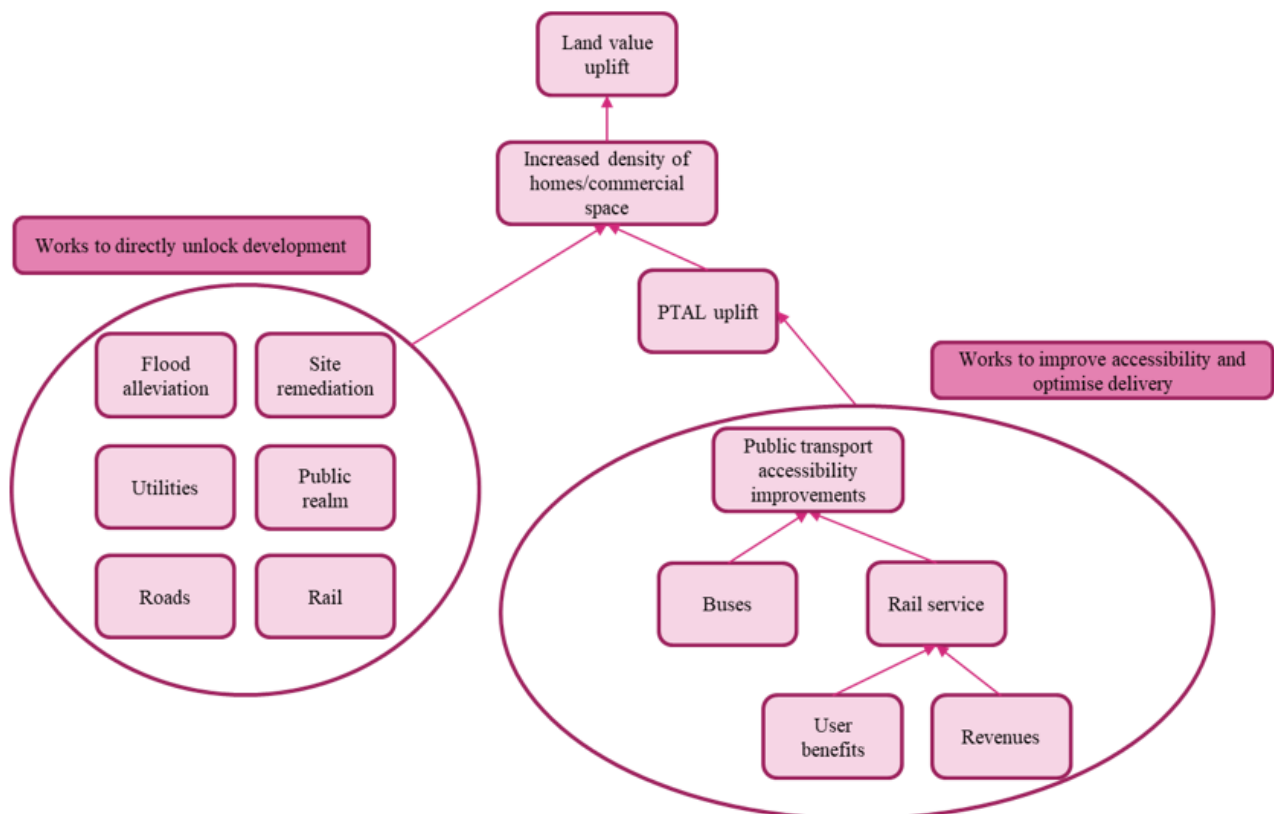 Land value
uplift
Increased density of
homes/commercial
space
Works to directly unlock development
PTAL uplift
Works to improve accessibility and
optimise delivery
Flood
alleviation
Site
remediation
Utilities
Public
realm
Roads
Rail
Public transport
accessibility
improvements
Buses
Rail service
User
benefits
Revenues